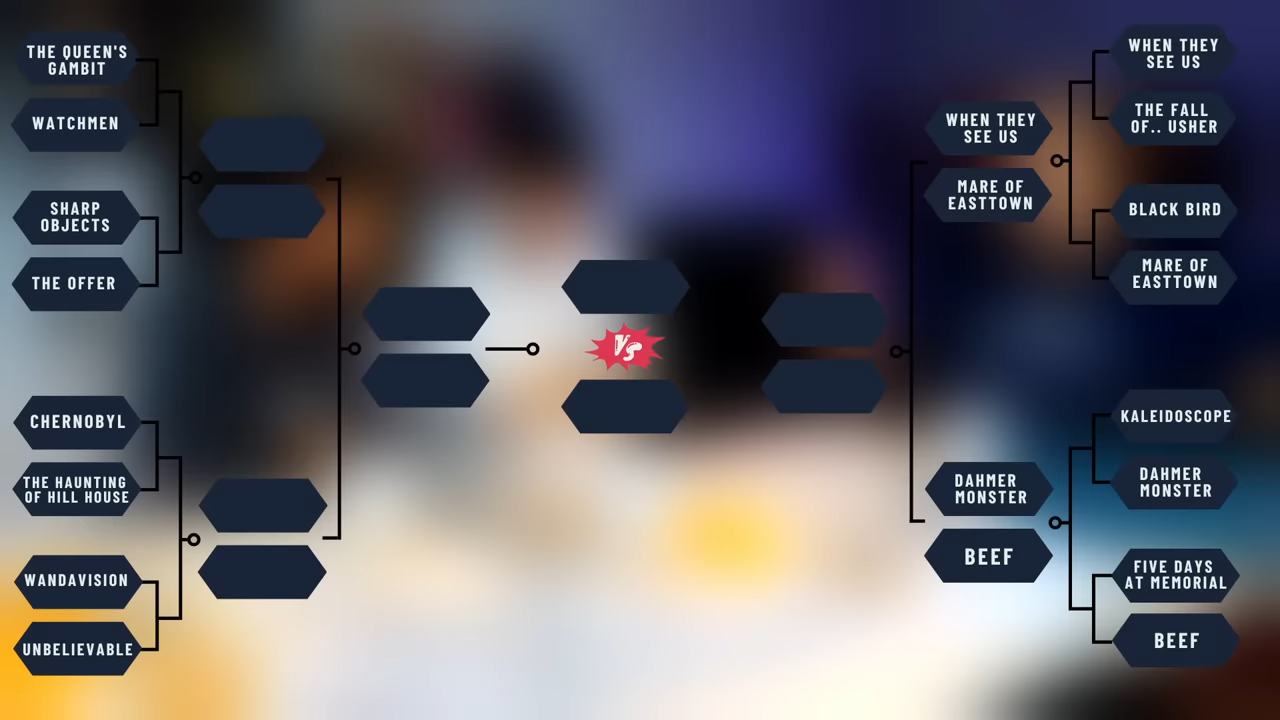 THE QUEEN'S
GAMBIT
WATCHMEN
SHARP
OBJECTS
THE OFFER
CHERNOBYL
THE HAUNTING
OF HILL HOUSE
WANDAVISION
UNBELIEVABLE
VS
WHEN THEY
SEE US
MARE OF
EASTTOWN
DAHMER
MONSTER
BEEF
WHEN THEY
SEE US
THE FALL
OF.. USHER
BLACK BIRD
MARE OF
EASTTOWN
KALEIDOSCOPE
DAHMER
MONSTER
FIVE DAYS
AT MEMORIAL
BEEF